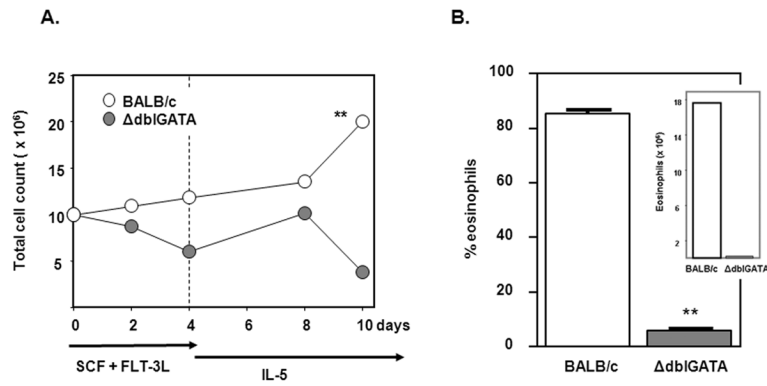 A.
25
20
15
10
5
Total cell count ( x 10⁶)
BALB/c
ΔdblGATA
**
0 2 4 6 8 10 days
SCF + FLT-3L
IL-5
B.
100
80
60
40
20
0
% eosinophils
**
BALB/c ΔdblGATA
18
14
10
6
2
Eosinophils (x 10⁶)
BALB/c ΔdblGATA